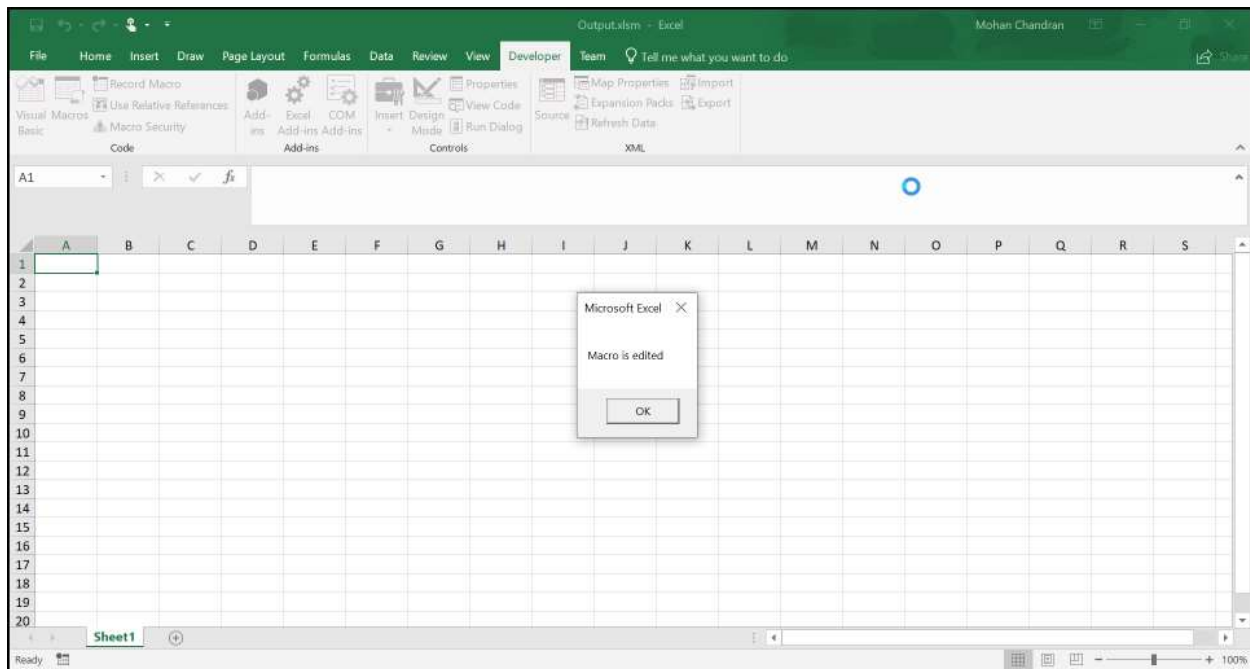 Output.xlsm - Excel
Mohan Chandran
File Home Insert Draw Page Layout Formulas Data Review View Developer Team Tell me what you want to do Share
Visual Basic
Macros
Record Macro
Use Relative References
Macro Security
Code
Add-ins
Excel Add-ins
COM Add-ins
Add-ins
Insert
Design Mode
Properties
View Code
Run Dialog
Controls
Source
Map Properties
Expansion Packs
Refresh Data
Import
Export
XML
A1 fx
A B C D E F G H I J K L M N O P Q R S
1
2
3
4
5
6
7
8
9
10
11
12
13
14
15
16
17
18
19
20
Microsoft Excel
Macro is edited
OK
Sheet1
Ready
100%